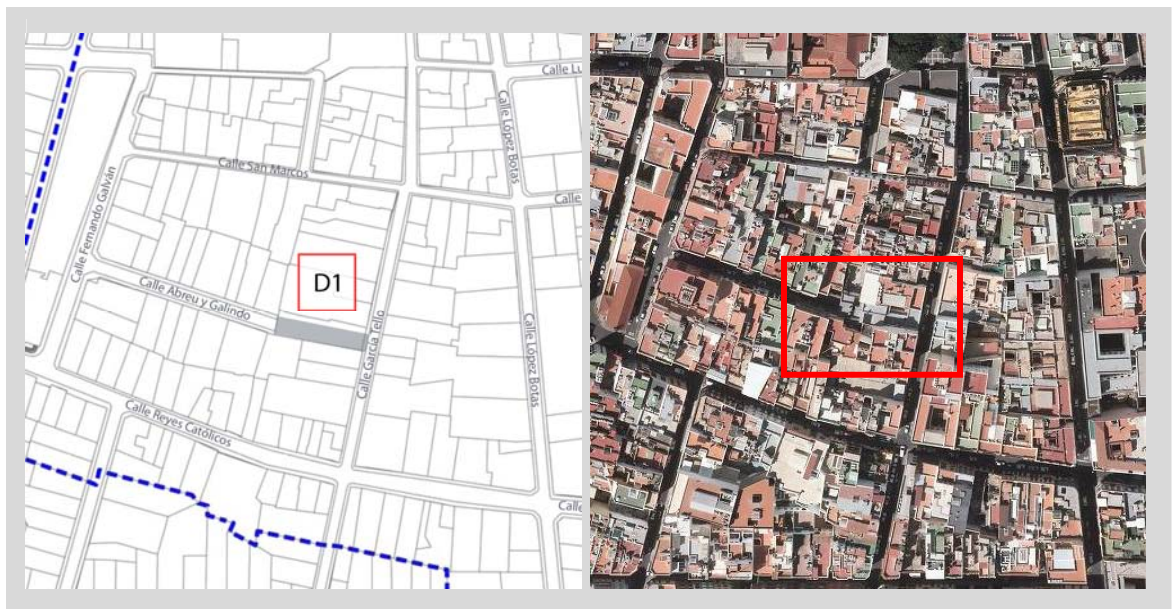 Calle Lu
Calle López Botas
Calle San Marcos
Calle
Calle Fernando Galván
D1
Calle Abreu y Galindo
Calle García Tello
Calle López Botas
Calle Reyes Católicos
Calle